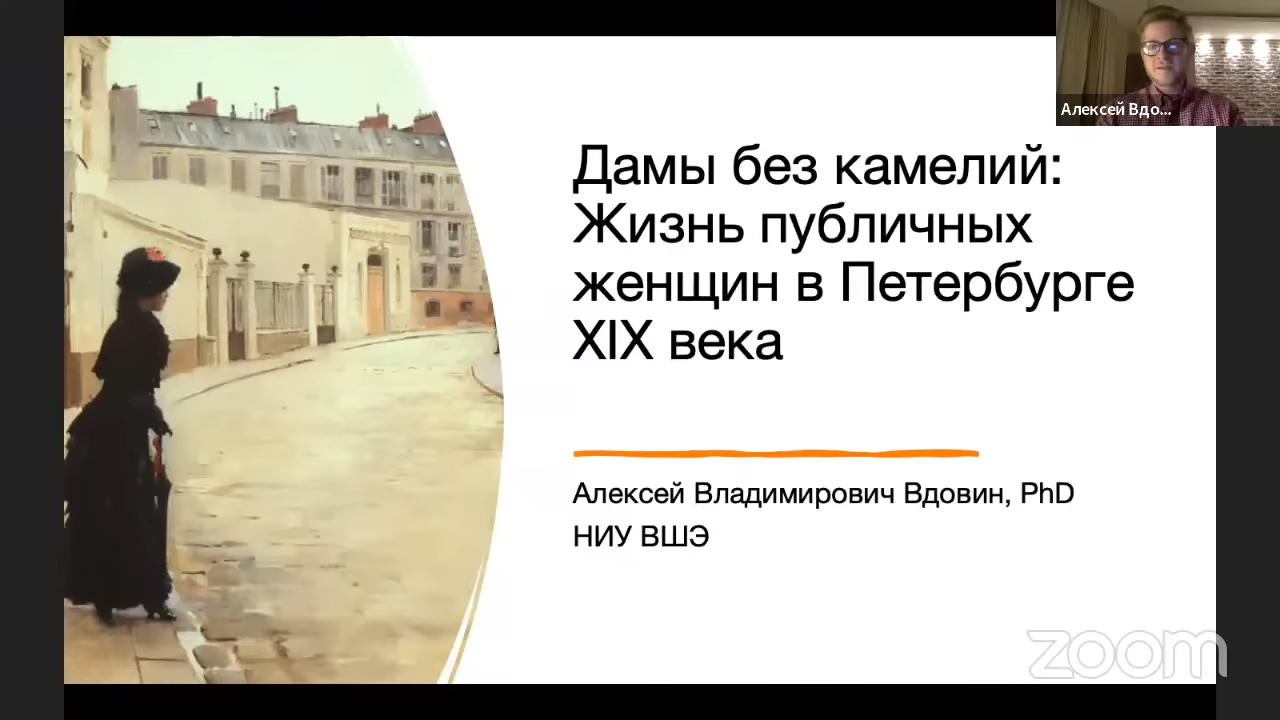 Алексей Вдо...
Дамы без камелий:
Жизнь публичных
женщин в Петербурге
XIX века
Алексей Владимирович Вдовин, PhD
НИУ ВШЭ
zoom